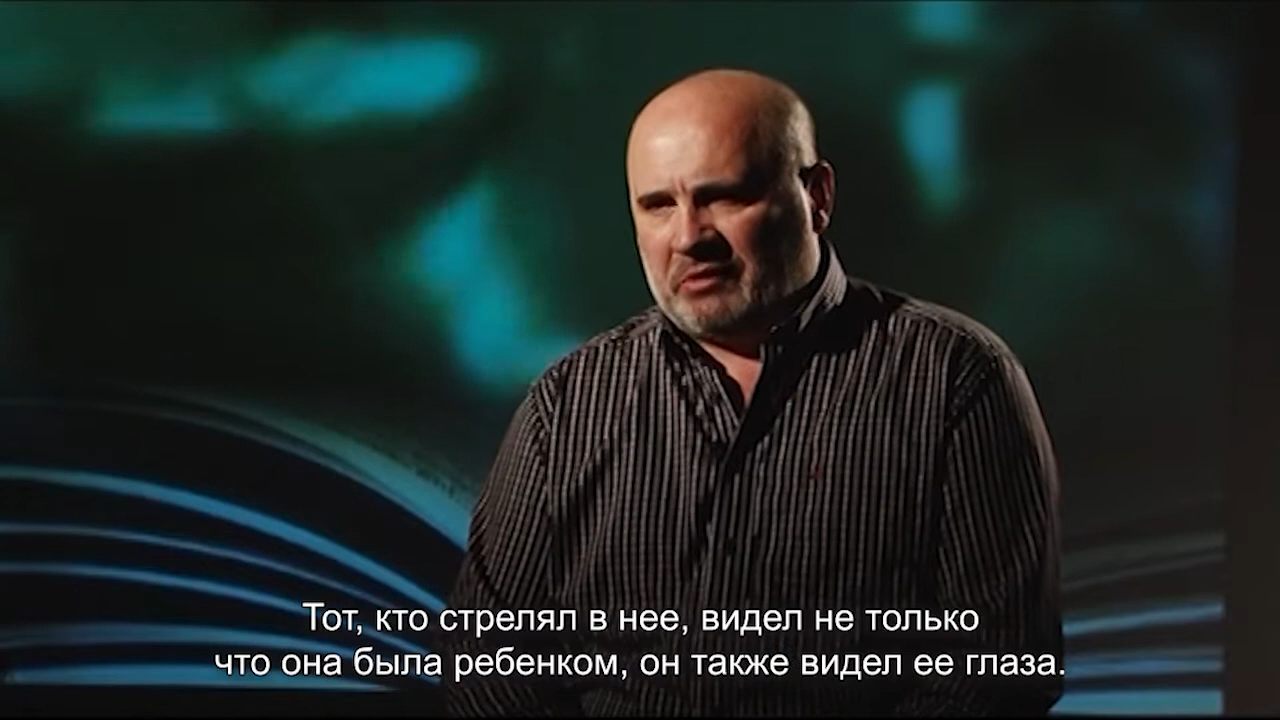 Тот, кто стрелял в нее, видел не только
что она была ребенком, он также видел ее глаза.